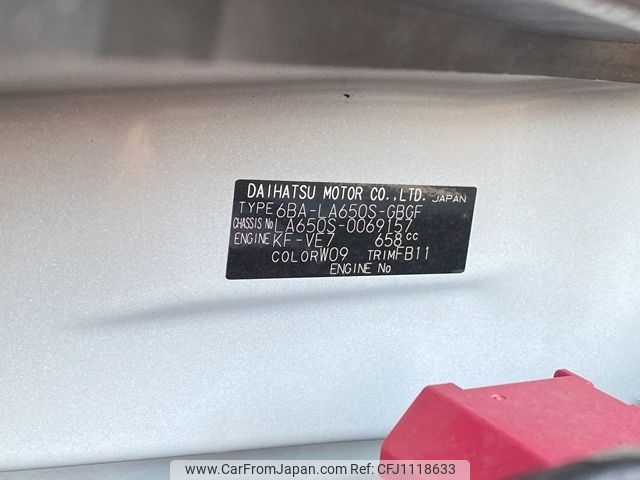 DAIHATSU MOTOR CO.,LTD. JAPAN
TYPE 6BA-LA650S-GBGF
CHASSIS No LA650S-0069157
ENGINE KF-VE7 658cc
COLOR W09 TRIM FB11
ENGINE No
www.CarFromJapan.com CFJ1118633